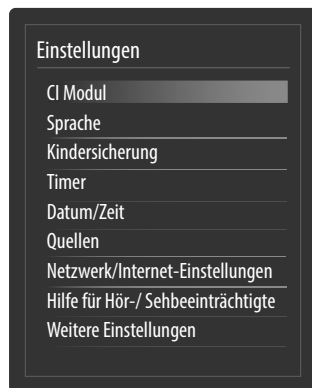 Einstellungen
CI Modul
Sprache
Kindersicherung
Timer
Datum/Zeit
Quellen
Netzwerk/Internet-Einstellungen
Hilfe für Hör-/ Sehbeeinträchtigte
Weitere Einstellungen